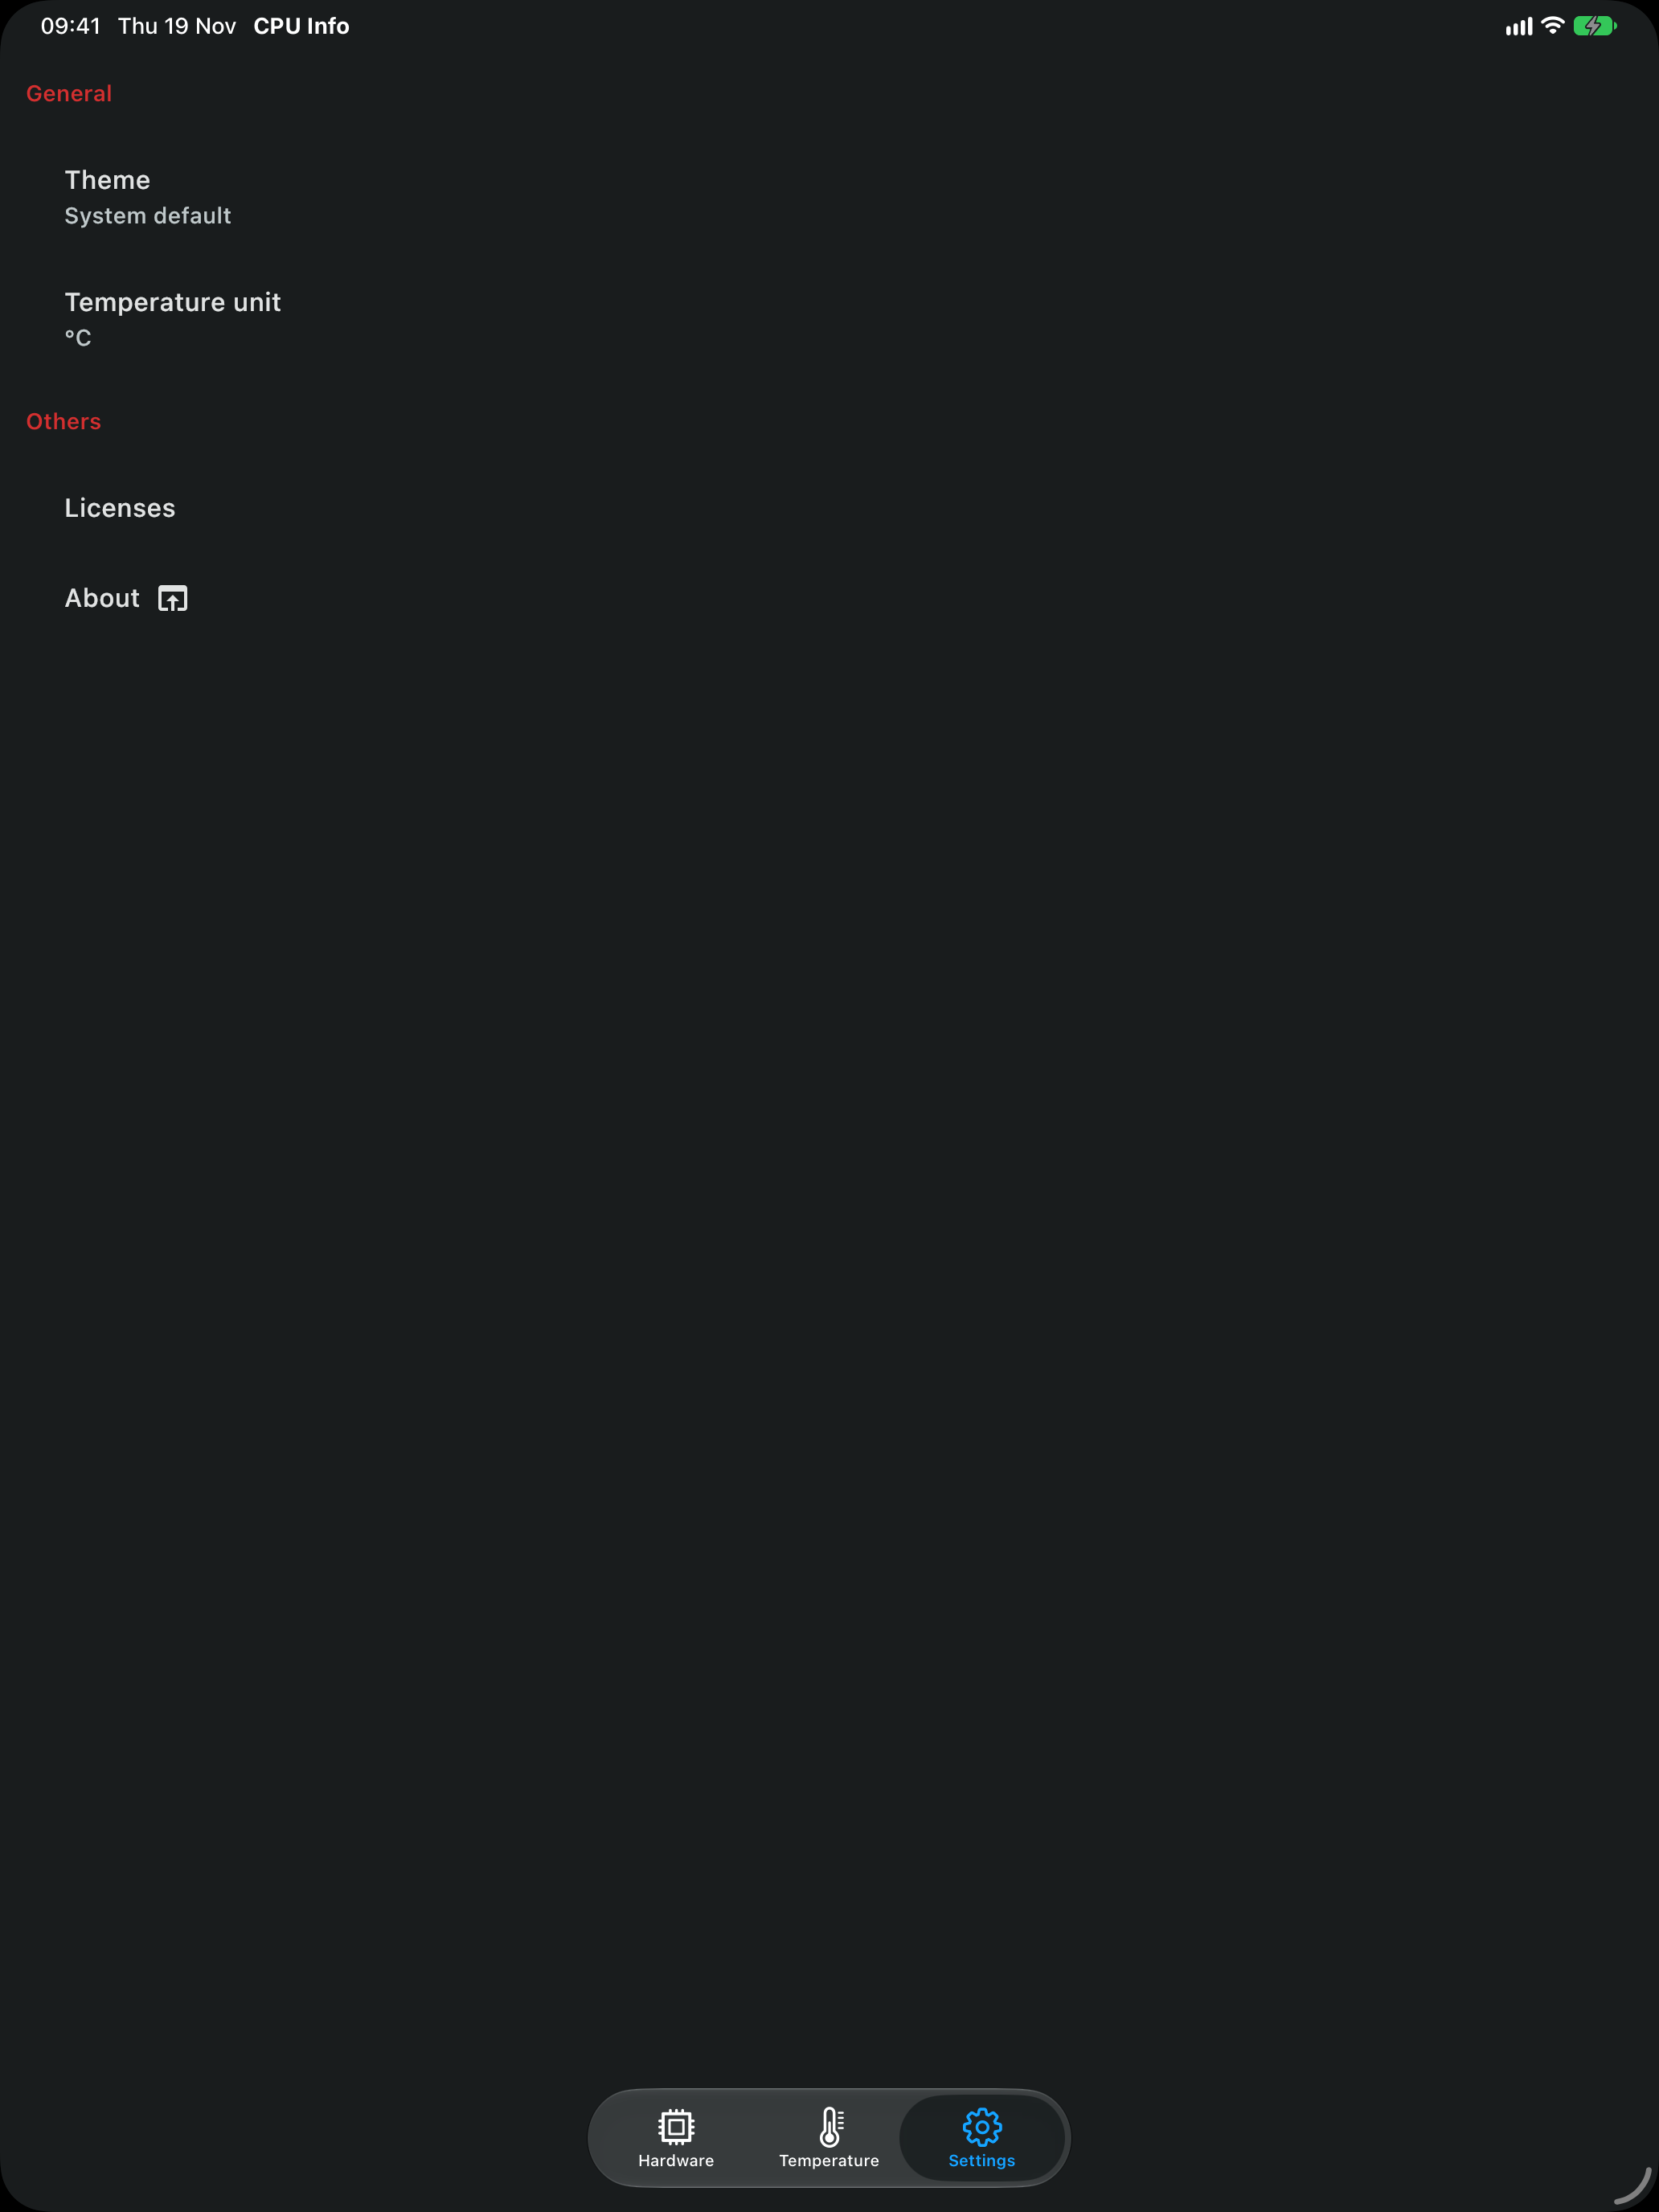 09:41 Thu 19 Nov CPU Info
General
Theme
System default
Temperature unit
°C
Others
Licenses
About
Hardware Temperature Settings